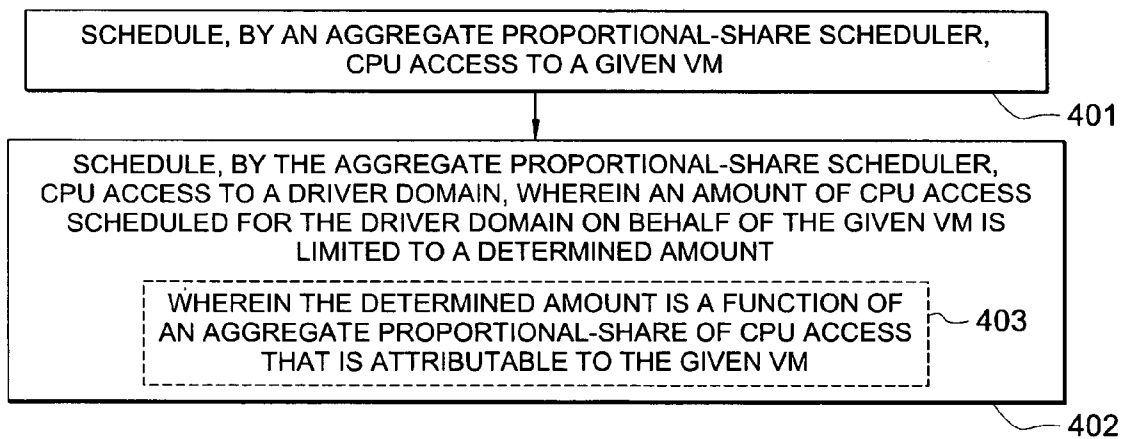 SCHEDULE, BY AN AGGREGATE PROPORTIONAL-SHARE SCHEDULER,
CPU ACCESS TO A GIVEN VM
401
SCHEDULE, BY THE AGGREGATE PROPORTIONAL-SHARE SCHEDULER,
CPU ACCESS TO A DRIVER DOMAIN, WHEREIN AN AMOUNT OF CPU ACCESS
SCHEDULED FOR THE DRIVER DOMAIN ON BEHALF OF THE GIVEN VM IS
LIMITED TO A DETERMINED AMOUNT
WHEREIN THE DETERMINED AMOUNT IS A FUNCTION OF
AN AGGREGATE PROPORTIONAL-SHARE OF CPU ACCESS
THAT IS ATTRIBUTABLE TO THE GIVEN VM
403
402